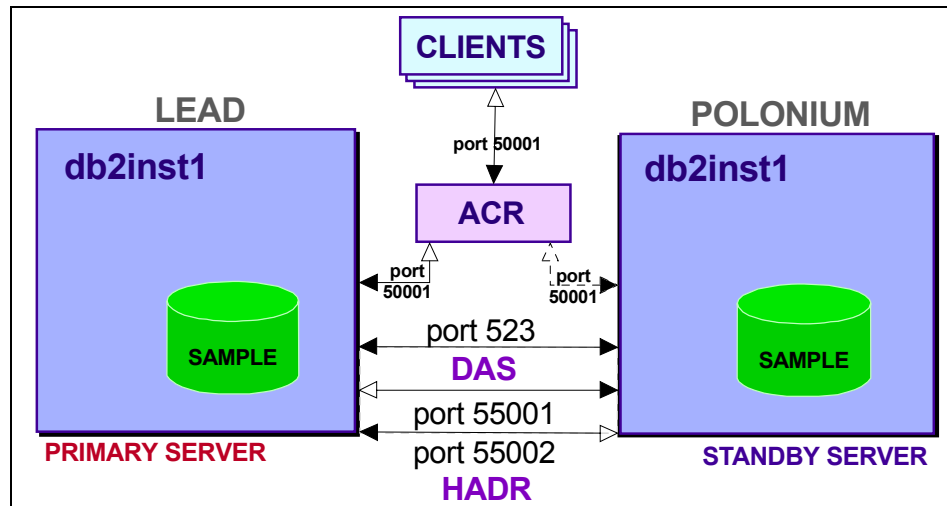 CLIENTS
LEAD
POLONIUM
port 50001
db2inst1
db2inst1
ACR
port
50001
port
50001
port 523
SAMPLE
SAMPLE
DAS
port 55001
PRIMARY SERVER
port 55002
STANDBY SERVER
HADR